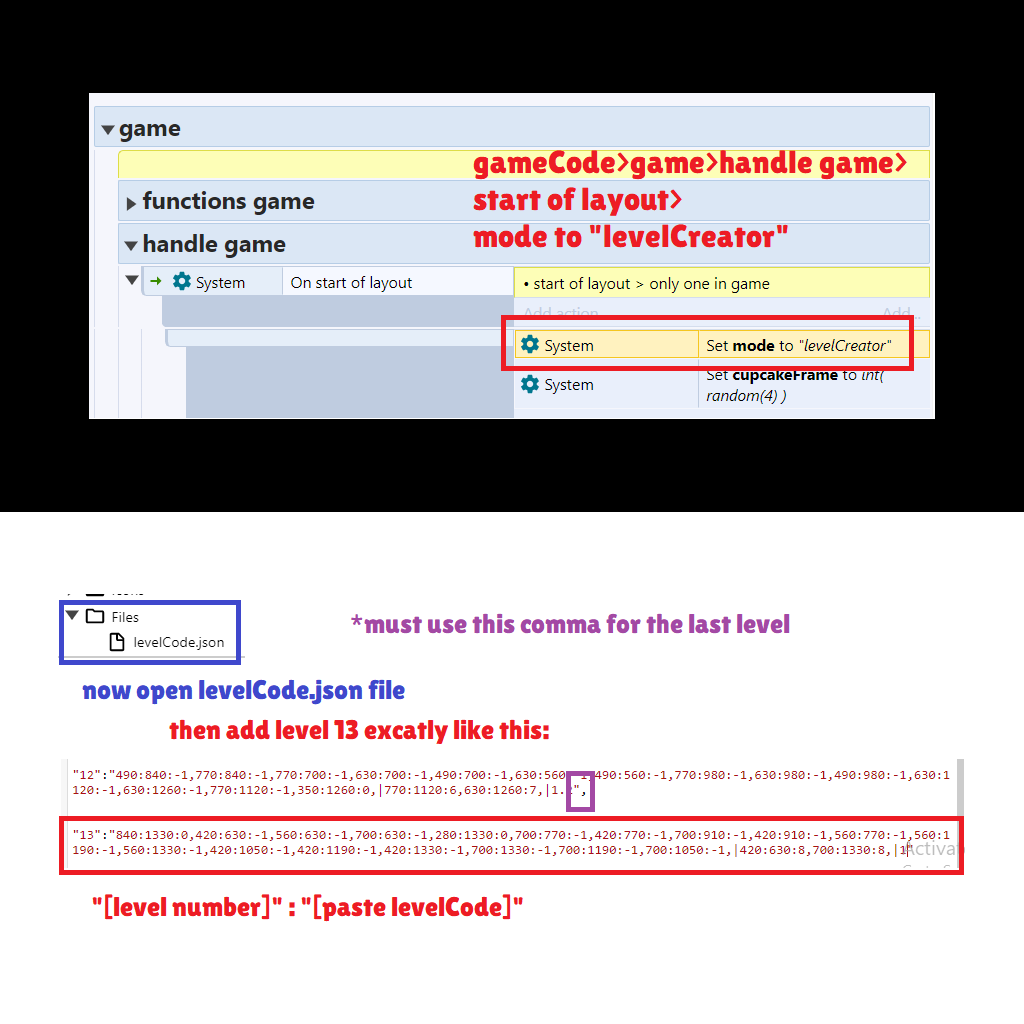 game
gameCode>game>handle game>
functions game
start of layout>
handle game
mode to "levelCreator"
System On start of layout • start of layout > only one in game
Add action Add...
System Set mode to "levelCreator"
System Set cupcakeFrame to int(
random(4) )
Files
levelCode.json
*must use this comma for the last level
now open levelCode.json file
then add level 13 excatly like this:
"12":"490:840:-1,770:840:-1,770:700:-1,630:700:-1,490:700:-1,630:560:-1,490:560:-1,770:980:-1,630:980:-1,490:980:-1,630:1
120:-1,630:1260:-1,770:1120:-1,350:1260:0,|770:1120:6,630:1260:7,|1.2",
"13":"840:1330:0,420:630:-1,560:630:-1,700:630:-1,280:1330:0,700:770:-1,420:770:-1,700:910:-1,420:910:-1,560:770:-1,560:1
190:-1,560:1330:-1,420:1050:-1,420:1190:-1,420:1330:-1,700:1330:-1,700:1190:-1,700:1050:-1,|420:630:8,700:1330:8,|1"
"[level number]" : "[paste levelCode]"